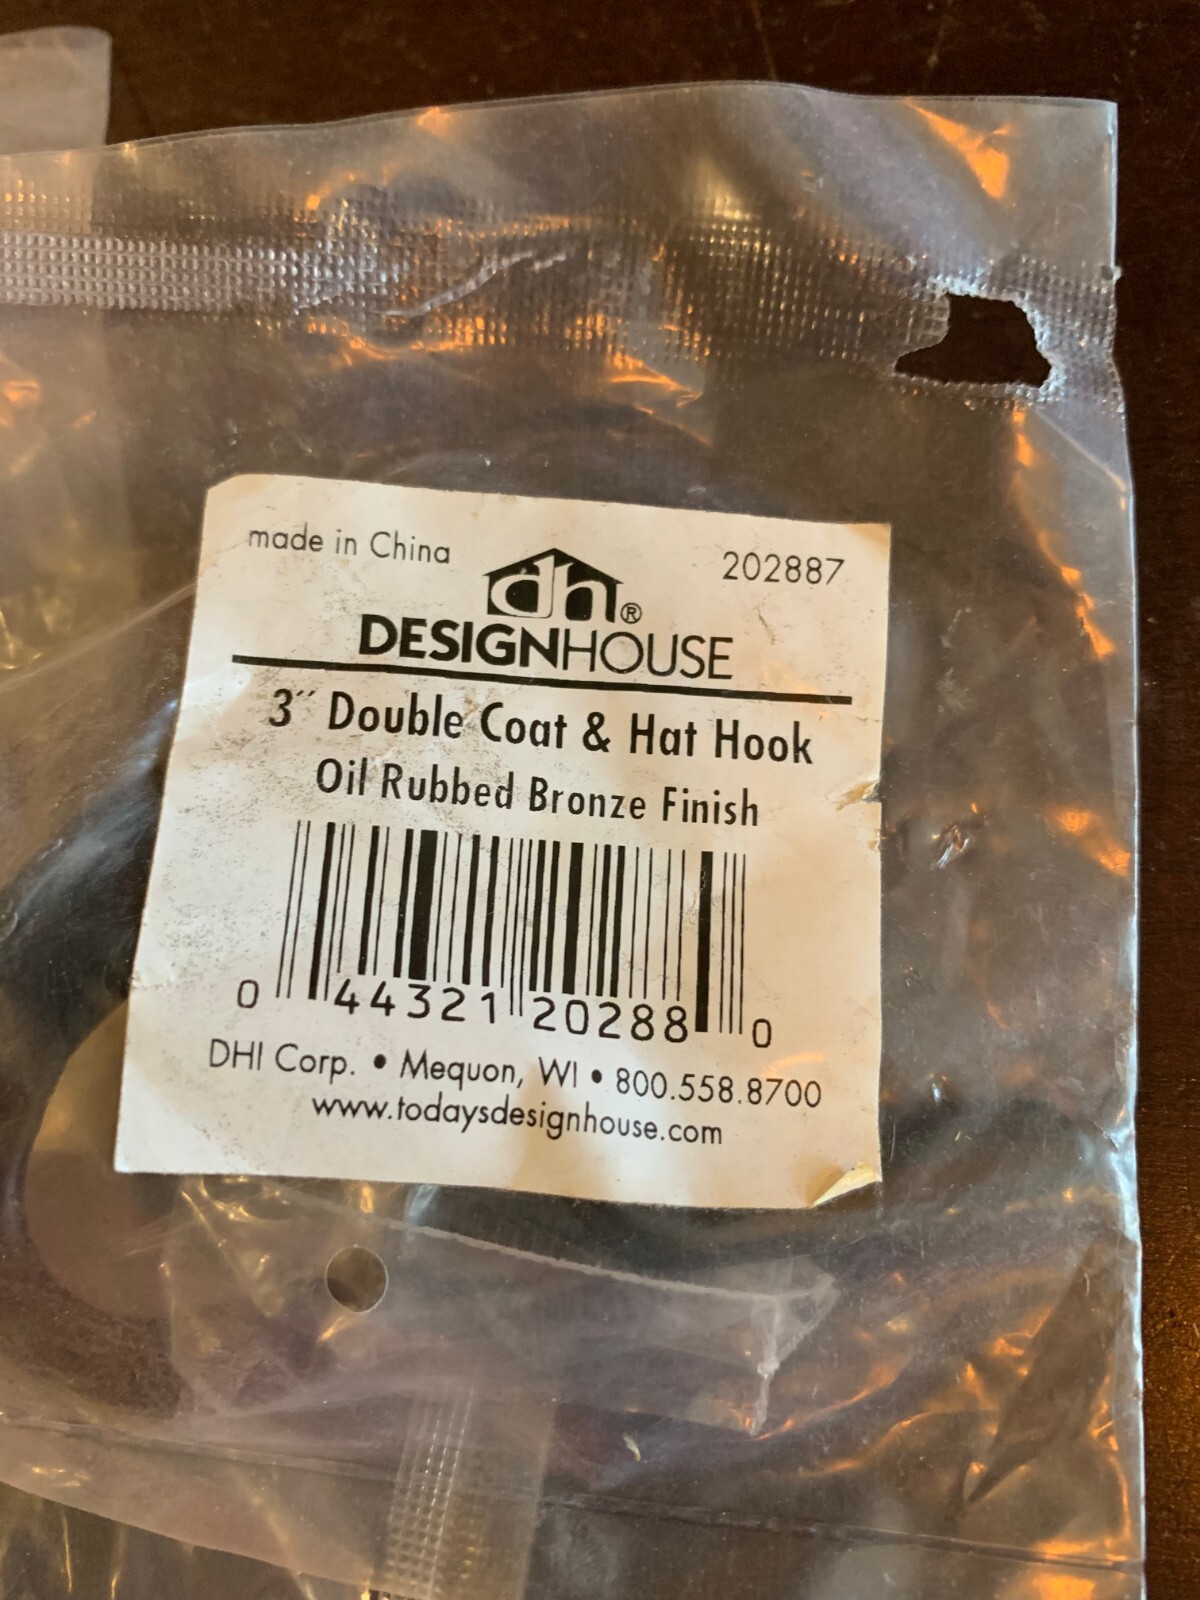 made in China
202887
dh®
DESIGNHOUSE
3˝ Double Coat & Hat Hook
Oil Rubbed Bronze Finish
0 44321 20288 0
DHI Corp. • Mequon, WI • 800.558.8700
www.todaysdesignhouse.com